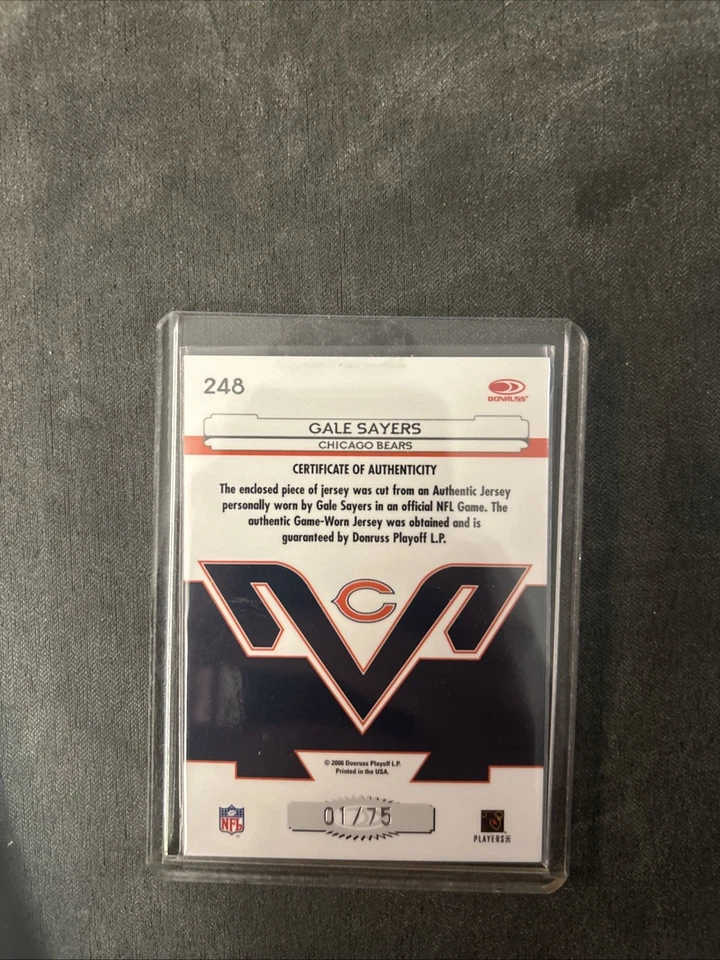 248
DONRUSS
GALE SAYERS
CHICAGO BEARS
CERTIFICATE OF AUTHENTICITY
The enclosed piece of jersey was cut from an Authentic Jersey
personally worn by Gale Sayers in an official NFL Game. The
authentic Game-Worn Jersey was obtained and is
guaranteed by Donruss Playoff L.P.
C
© 2006 Donruss Playoff L.P.
Printed in the USA.
NFL
01/75
PLAYERS INC